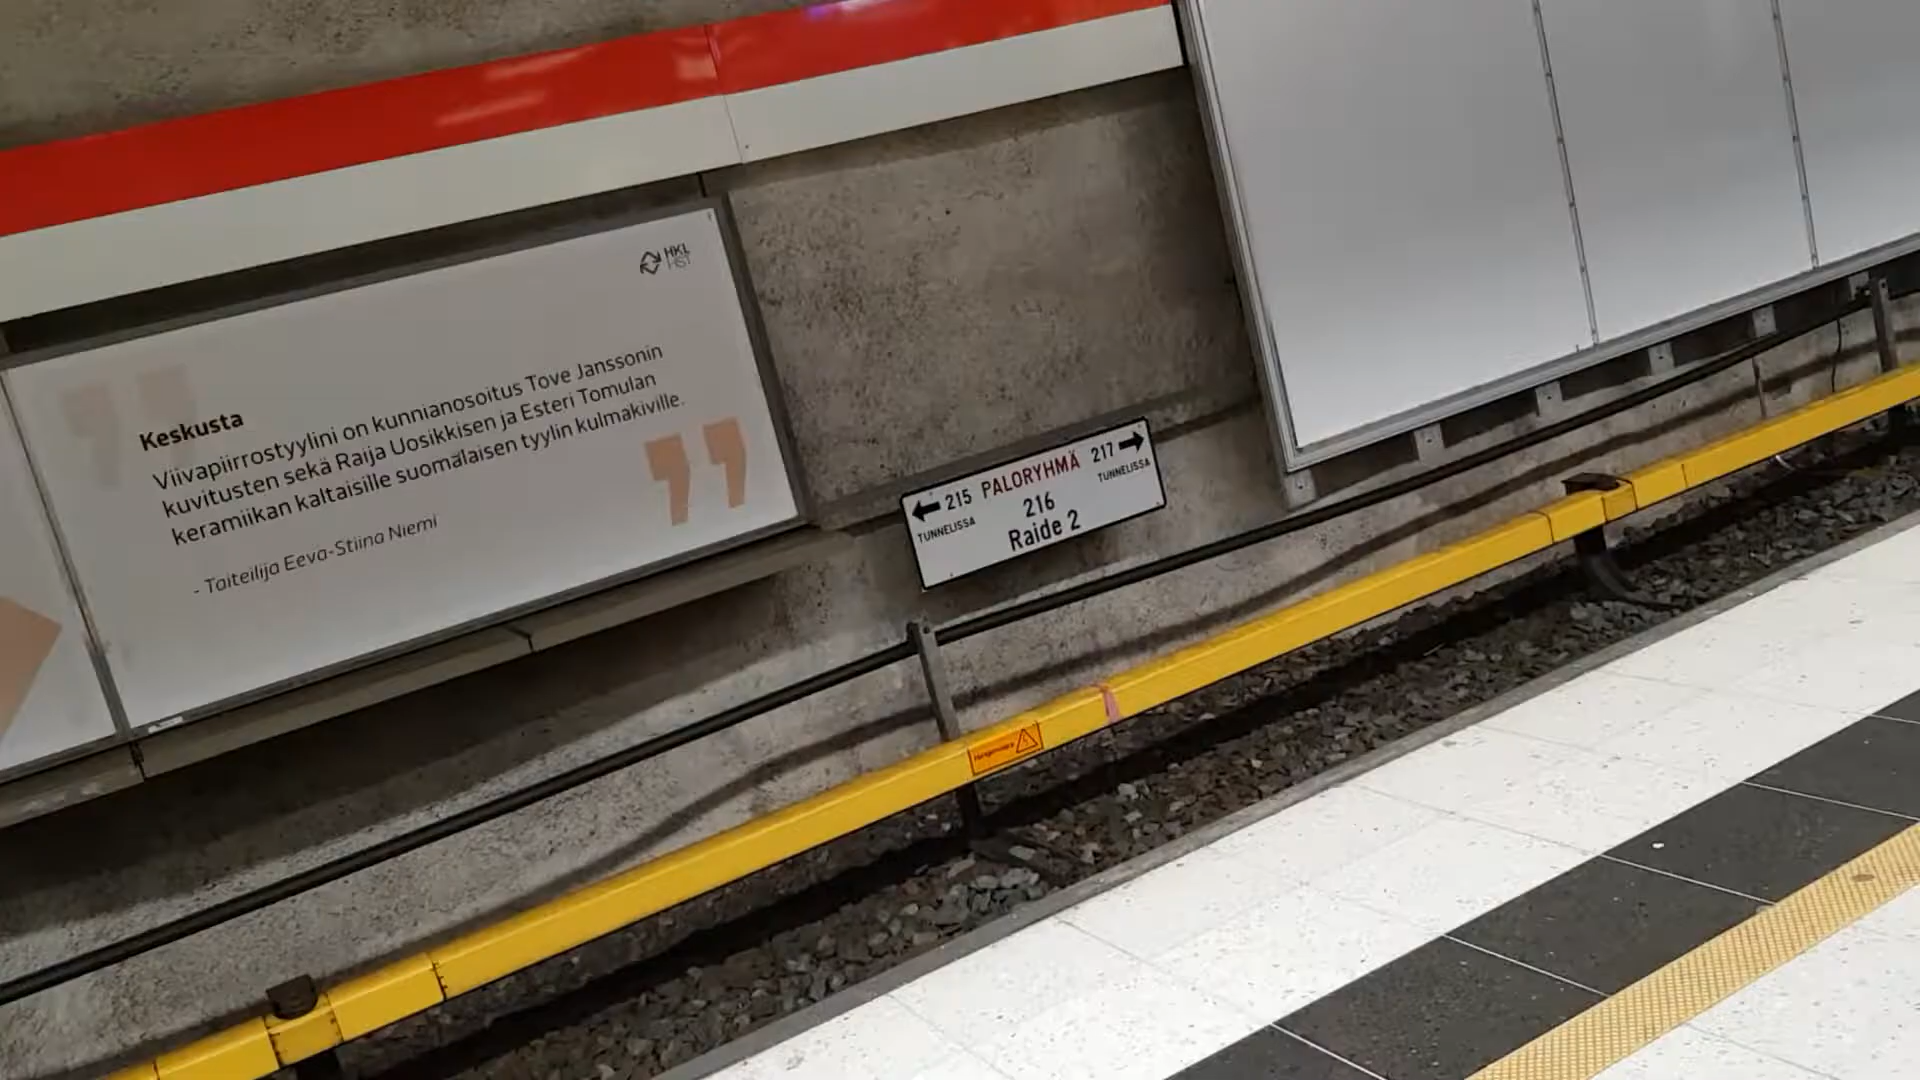 HKL
HST
Keskusta
Viivapiirrostyylini on kunnianosoitus Tove Janssonin
kuvitusten sekä Raija Uosikkisen ja Esteri Tomulan
keramiikan kaltaisille suomalaisen tyylin kulmakiville.
- Taiteilija Eeva-Stiina Niemi
215 PALORYHMÄ 217
TUNNELISSA 216 TUNNELISSA
Raide 2
Hengenvaara